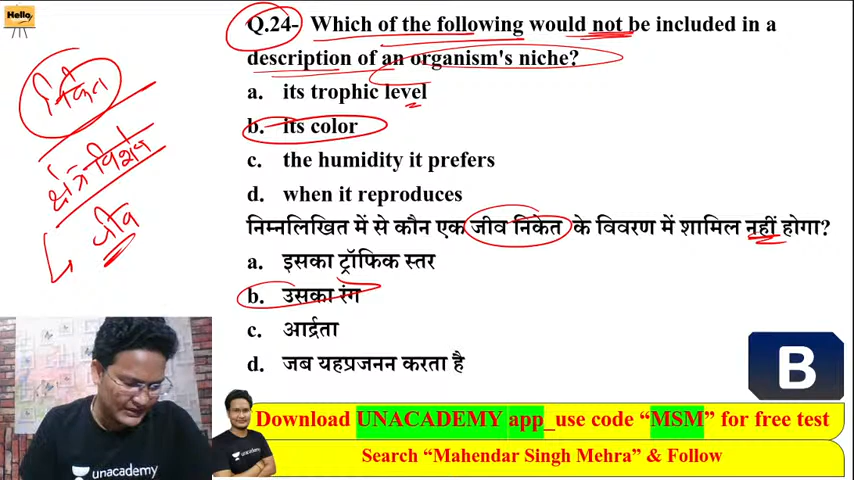 Hello
Q.24- Which of the following would not be included in a
description of an organism's niche?
a. its trophic level
b. its color
c. the humidity it prefers
d. when it reproduces
निम्नलिखित में से कौन एक जीव निकेत के विवरण में शामिल नहीं होगा?
a. इसका ट्रॉफिक स्तर
b. उसका रंग
c. आर्द्रता
d. जब यहप्रजनन करता है
निकेत
क्षेत्र विशेष
जीव
B
unacademy
Download UNACADEMY app_use code “MSM” for free test
Search “Mahendar Singh Mehra” & Follow